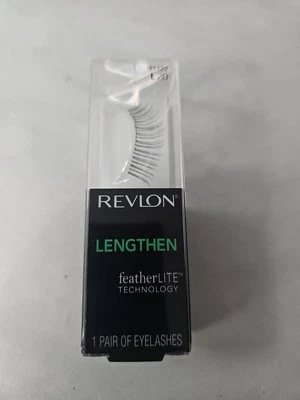 L20
REVLON
LENGTHEN
featherLITE™
TECHNOLOGY
1 PAIR OF EYELASHES